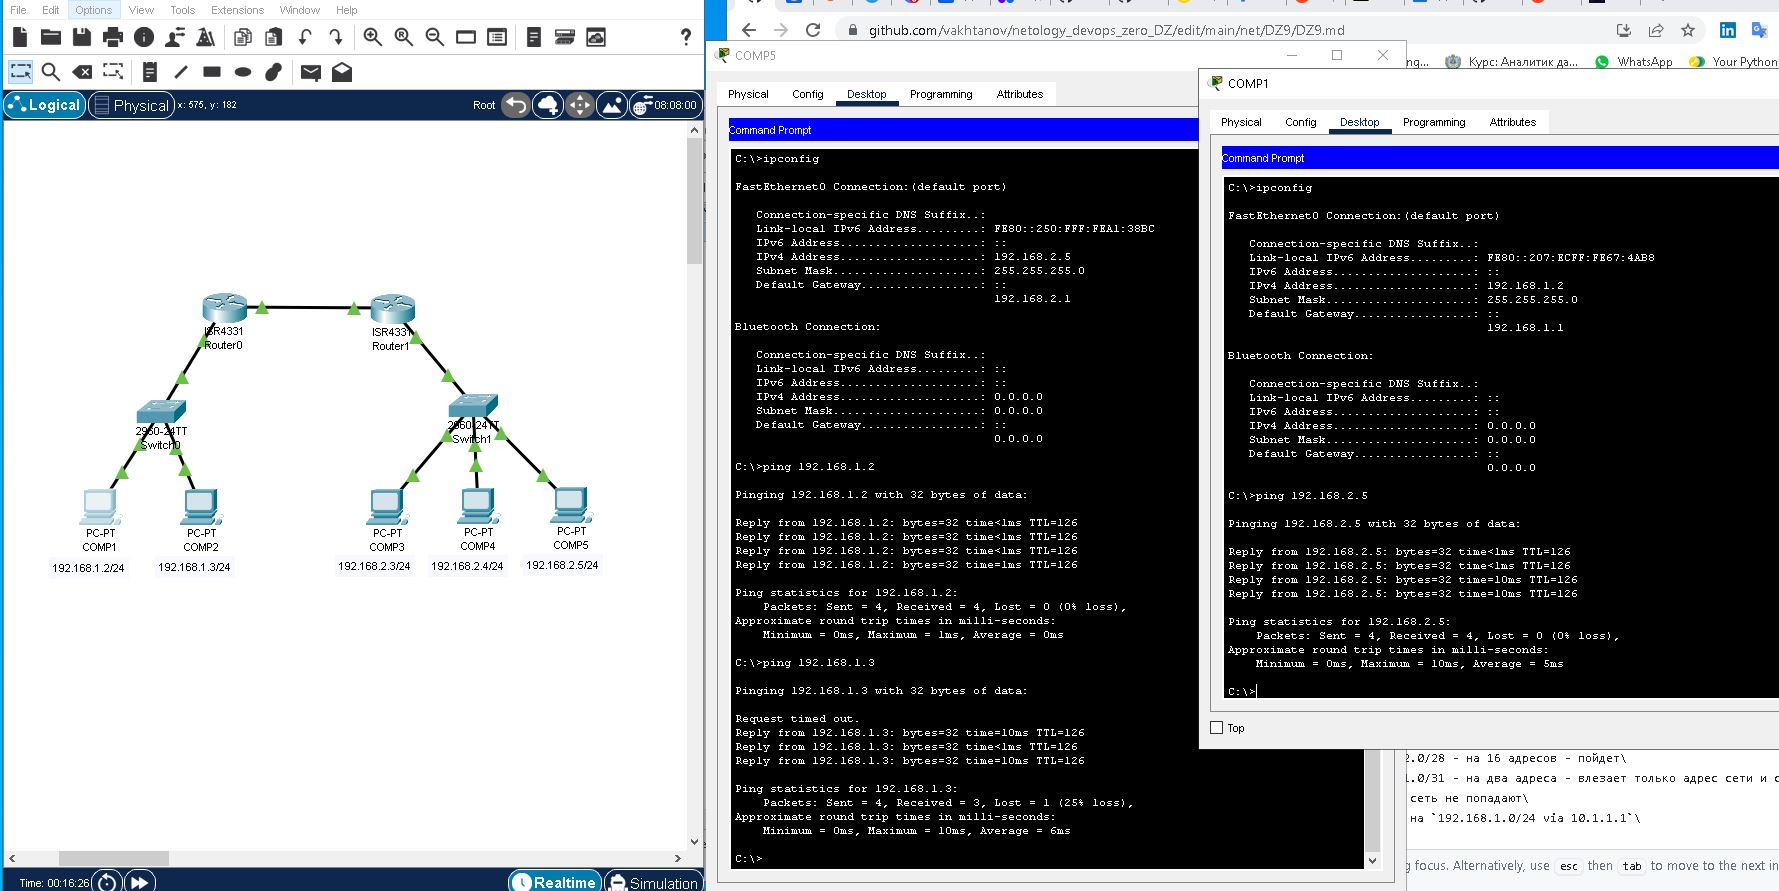 File Edit Options View Tools Extensions Window Help
?
Logical Physical x: 575, y: 182 Root 08:08:00
ISR4331
Router0
ISR4331
Router1
2960-24TT
Switch0
2960-24TT
Switch1
PC-PT
COMP1
PC-PT
COMP2
PC-PT
COMP3
PC-PT
COMP4
PC-PT
COMP5
192.168.1.2/24
192.168.1.3/24
192.168.2.3/24
192.168.2.4/24
192.168.2.5/24
Time: 00:16:26 Realtime Simulation
github.com/vakhtanov/netology_devops_zero_DZ/edit/main/net/DZ9/DZ9.md
Курс: Аналитик да... WhatsApp Your Python
COMP5
Physical Config Desktop Programming Attributes
Command Prompt
C:\>ipconfig
FastEthernet0 Connection:(default port)
Connection-specific DNS Suffix..:
Link-local IPv6 Address.........: FE80::250:FFF:FEA1:38BC
IPv6 Address....................: ::
IPv4 Address....................: 192.168.2.5
Subnet Mask.....................: 255.255.255.0
Default Gateway.................: ::
192.168.2.1
Bluetooth Connection:
Connection-specific DNS Suffix..:
Link-local IPv6 Address.........: ::
IPv6 Address....................: ::
IPv4 Address....................: 0.0.0.0
Subnet Mask.....................: 0.0.0.0
Default Gateway.................: ::
0.0.0.0
C:\>ping 192.168.1.2
Pinging 192.168.1.2 with 32 bytes of data:
Reply from 192.168.1.2: bytes=32 time<1ms TTL=126
Reply from 192.168.1.2: bytes=32 time<1ms TTL=126
Reply from 192.168.1.2: bytes=32 time<1ms TTL=126
Reply from 192.168.1.2: bytes=32 time=1ms TTL=126
Ping statistics for 192.168.1.2:
Packets: Sent = 4, Received = 4, Lost = 0 (0% loss),
Approximate round trip times in milli-seconds:
Minimum = 0ms, Maximum = 1ms, Average = 0ms
C:\>ping 192.168.1.3
Pinging 192.168.1.3 with 32 bytes of data:
Request timed out.
Reply from 192.168.1.3: bytes=32 time=10ms TTL=126
Reply from 192.168.1.3: bytes=32 time<1ms TTL=126
Reply from 192.168.1.3: bytes=32 time=10ms TTL=126
Ping statistics for 192.168.1.3:
Packets: Sent = 4, Received = 3, Lost = 1 (25% loss),
Approximate round trip times in milli-seconds:
Minimum = 0ms, Maximum = 10ms, Average = 6ms
C:\>
COMP1
Physical Config Desktop Programming Attributes
Command Prompt
C:\>ipconfig
FastEthernet0 Connection:(default port)
Connection-specific DNS Suffix..:
Link-local IPv6 Address.........: FE80::207:ECFF:FE67:4AB8
IPv6 Address....................: ::
IPv4 Address....................: 192.168.1.2
Subnet Mask.....................: 255.255.255.0
Default Gateway.................: ::
192.168.1.1
Bluetooth Connection:
Connection-specific DNS Suffix..:
Link-local IPv6 Address.........: ::
IPv6 Address....................: ::
IPv4 Address....................: 0.0.0.0
Subnet Mask.....................: 0.0.0.0
Default Gateway.................: ::
0.0.0.0
C:\>ping 192.168.2.5
Pinging 192.168.2.5 with 32 bytes of data:
Reply from 192.168.2.5: bytes=32 time<1ms TTL=126
Reply from 192.168.2.5: bytes=32 time<1ms TTL=126
Reply from 192.168.2.5: bytes=32 time=10ms TTL=126
Reply from 192.168.2.5: bytes=32 time=10ms TTL=126
Ping statistics for 192.168.2.5:
Packets: Sent = 4, Received = 4, Lost = 0 (0% loss),
Approximate round trip times in milli-seconds:
Minimum = 0ms, Maximum = 10ms, Average = 5ms
C:\>
Top
2.0/28 - на 16 адресов - пойдет\
1.0/31 - на два адреса - влезает только адрес сети и
сеть не попадают\
на `192.168.1.0/24 via 10.1.1.1`\
focus. Alternatively, use esc then tab to move to the next in